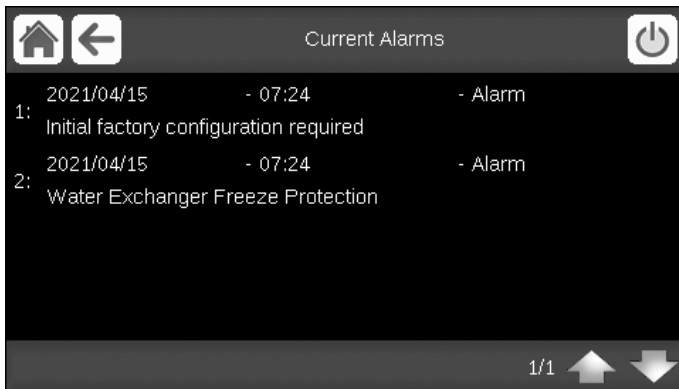 Current Alarms
1: 2021/04/15 - 07:24 - Alarm
Initial factory configuration required
2: 2021/04/15 - 07:24 - Alarm
Water Exchanger Freeze Protection
1/1